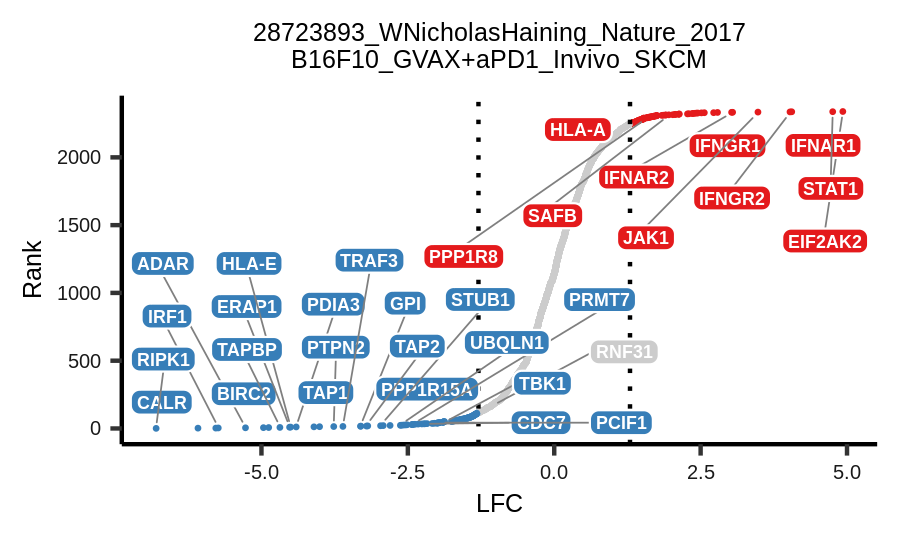 28723893_WNicholasHaining_Nature_2017
B16F10_GVAX+aPD1_Invivo_SKCM
Rank
2000
1500
1000
500
0
HLA-A
IFNGR1
IFNAR1
IFNAR2
STAT1
IFNGR2
SAFB
JAK1
EIF2AK2
PPP1R8
ADAR
HLA-E
TRAF3
IRF1
ERAP1
PDIA3
GPI
STUB1
PRMT7
RIPK1
TAPBP
PTPN2
TAP2
UBQLN1
RNF31
CALR
BIRC2
TAP1
PPP1R15A
TBK1
CDC7
PCIF1
-5.0
-2.5
0.0
2.5
5.0
LFC